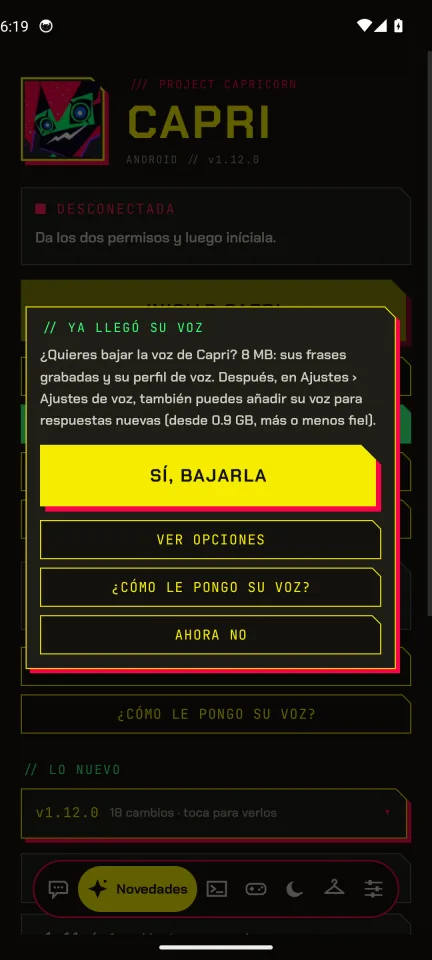 6:19
/// PROJECT CAPRICORN
CAPRI
ANDROID // v1.12.0
DESCONECTADA
Da los dos permisos y luego iníciala.
// YA LLEGÓ SU VOZ
¿Quieres bajar la voz de Capri? 8 MB: sus frases
grabadas y su perfil de voz. Después, en Ajustes ›
Ajustes de voz, también puedes añadir su voz para
respuestas nuevas (desde 0.9 GB, más o menos fiel).
SÍ, BAJARLA
VER OPCIONES
¿CÓMO LE PONGO SU VOZ?
AHORA NO
¿CÓMO LE PONGO SU VOZ?
// LO NUEVO
v1.12.0 18 cambios · toca para verlos
Novedades